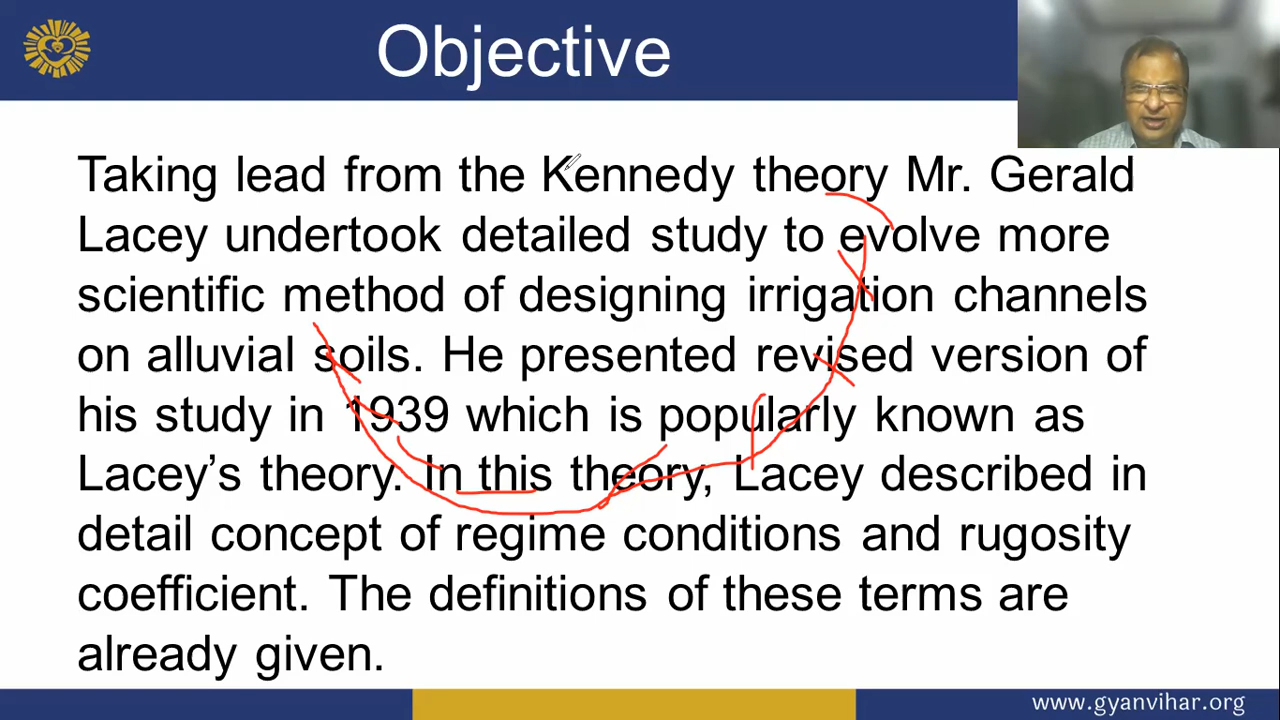 Objective
Taking lead from the Kennedy theory Mr. Gerald
Lacey undertook detailed study to evolve more
scientific method of designing irrigation channels
on alluvial soils. He presented revised version of
his study in 1939 which is popularly known as
Lacey’s theory. In this theory, Lacey described in
detail concept of regime conditions and rugosity
coefficient. The definitions of these terms are
already given.
www.gyanvihar.org